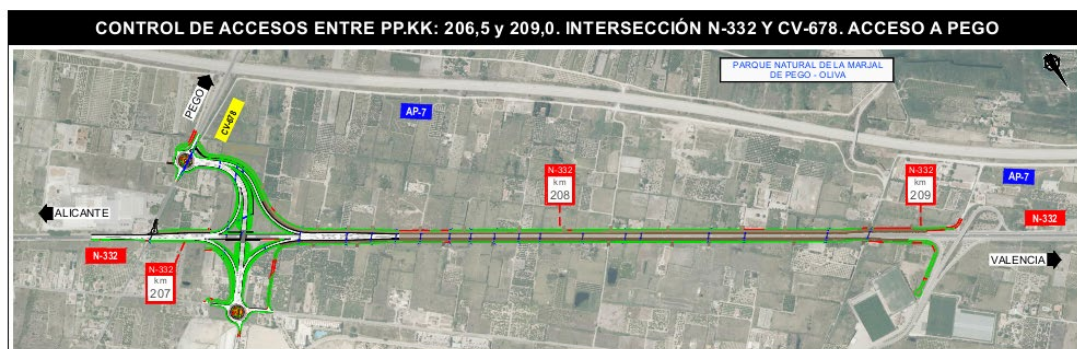 CONTROL DE ACCESOS ENTRE PP.KK: 206,5 y 209,0. INTERSECCIÓN N-332 Y CV-678. ACCESO A PEGO
PARQUE NATURAL DE LA MARJAL
DE PEGO - OLIVA
PEGO
CV-678
AP-7
N-332
km
208
N-332
km
209
AP-7
ALICANTE
N-332
N-332
VALENCIA
N-332
km
207